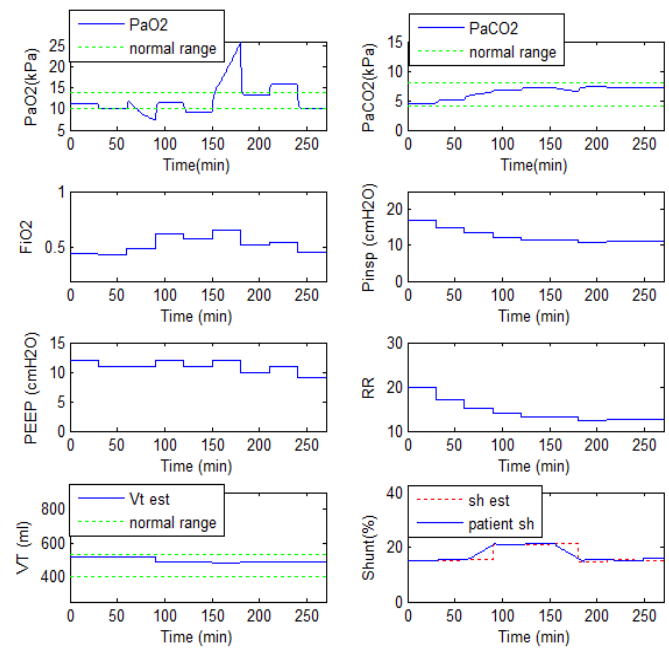 PaO2
normal range
25
20
15
10
5
PaO2(kPa)
0 50 100 150 200 250
Time(min)
PaCO2
normal range
15
10
5
0
PaCO2(kPa)
0 50 100 150 200 250
Time(min)
1
0.5
FiO2
0 50 100 150 200 250
Time (min)
20
10
0
Pinsp (cmH2O)
0 50 100 150 200 250
Time (min)
15
10
5
0
PEEP (cmH2O)
0 50 100 150 200 250
Time (min)
30
20
10
RR
0 50 100 150 200 250
Time (min)
Vt est
normal range
800
600
400
VT (ml)
0 50 100 150 200 250
Time (min)
sh est
patient sh
40
20
0
Shunt(%)
0 50 100 150 200 250
Time (min)